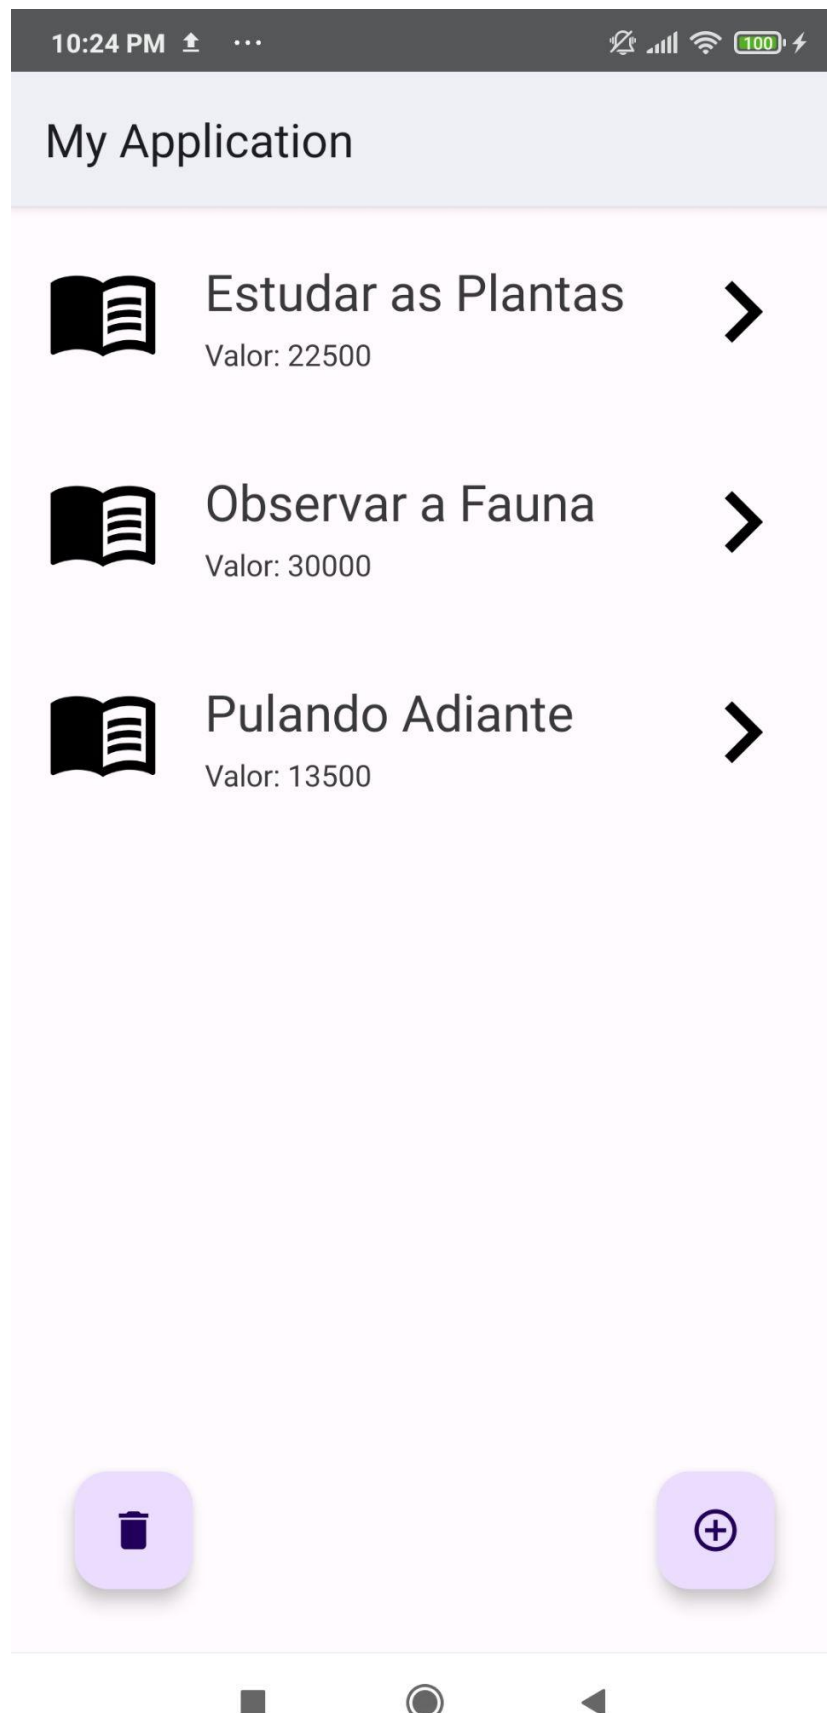 10:24 PM
100
My Application
Estudar as Plantas
Valor: 22500
Observar a Fauna
Valor: 30000
Pulando Adiante
Valor: 13500